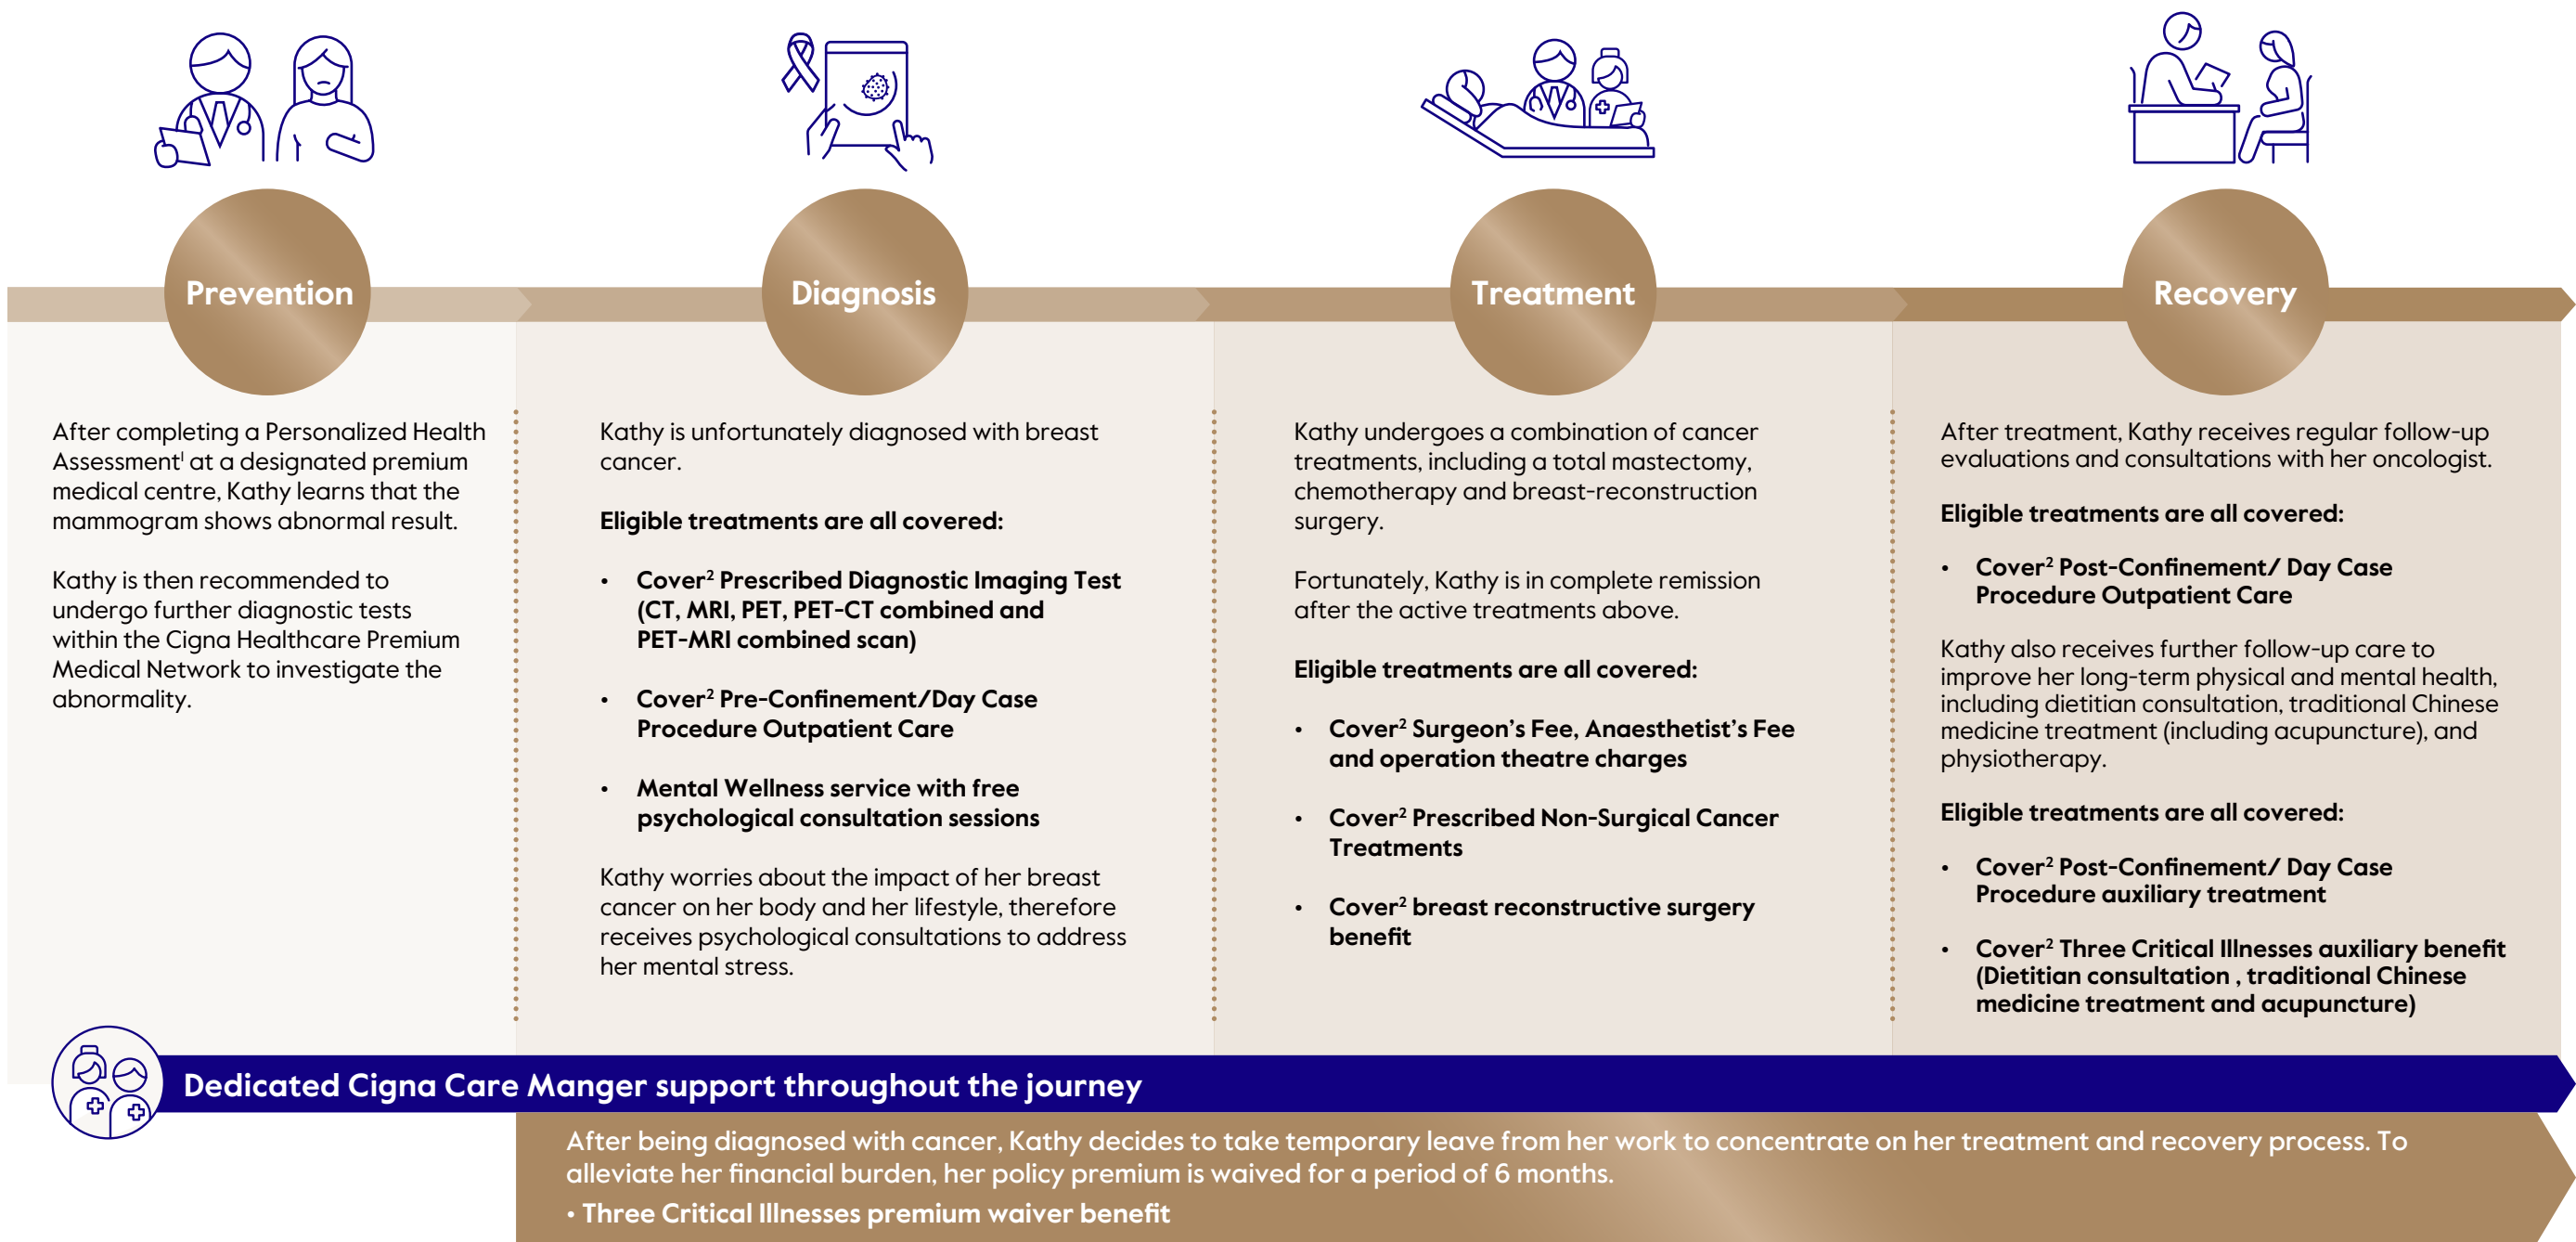 Prevention
After completing a Personalized Health
Assessment¹ at a designated premium
medical centre, Kathy learns that the
mammogram shows abnormal result.
Kathy is then recommended to
undergo further diagnostic tests
within the Cigna Healthcare Premium
Medical Network to investigate the
abnormality.
Diagnosis
Kathy is unfortunately diagnosed with breast
cancer.
Eligible treatments are all covered:
• Cover² Prescribed Diagnostic Imaging Test
(CT, MRI, PET, PET-CT combined and
PET-MRI combined scan)
• Cover² Pre-Confinement/Day Case
Procedure Outpatient Care
• Mental Wellness service with free
psychological consultation sessions
Kathy worries about the impact of her breast
cancer on her body and her lifestyle, therefore
receives psychological consultations to address
her mental stress.
Treatment
Kathy undergoes a combination of cancer
treatments, including a total mastectomy,
chemotherapy and breast-reconstruction
surgery.
Fortunately, Kathy is in complete remission
after the active treatments above.
Eligible treatments are all covered:
• Cover² Surgeon's Fee, Anaesthetist's Fee
and operation theatre charges
• Cover² Prescribed Non-Surgical Cancer
Treatments
• Cover² breast reconstructive surgery
benefit
Recovery
After treatment, Kathy receives regular follow-up
evaluations and consultations with her oncologist.
Eligible treatments are all covered:
• Cover² Post-Confinement/ Day Case
Procedure Outpatient Care
Kathy also receives further follow-up care to
improve her long-term physical and mental health,
including dietitian consultation, traditional Chinese
medicine treatment (including acupuncture), and
physiotherapy.
Eligible treatments are all covered:
• Cover² Post-Confinement/ Day Case
Procedure auxiliary treatment
• Cover² Three Critical Illnesses auxiliary benefit
(Dietitian consultation , traditional Chinese
medicine treatment and acupuncture)
Dedicated Cigna Care Manger support throughout the journey
After being diagnosed with cancer, Kathy decides to take temporary leave from her work to concentrate on her treatment and recovery process. To
alleviate her financial burden, her policy premium is waived for a period of 6 months.
• Three Critical Illnesses premium waiver benefit